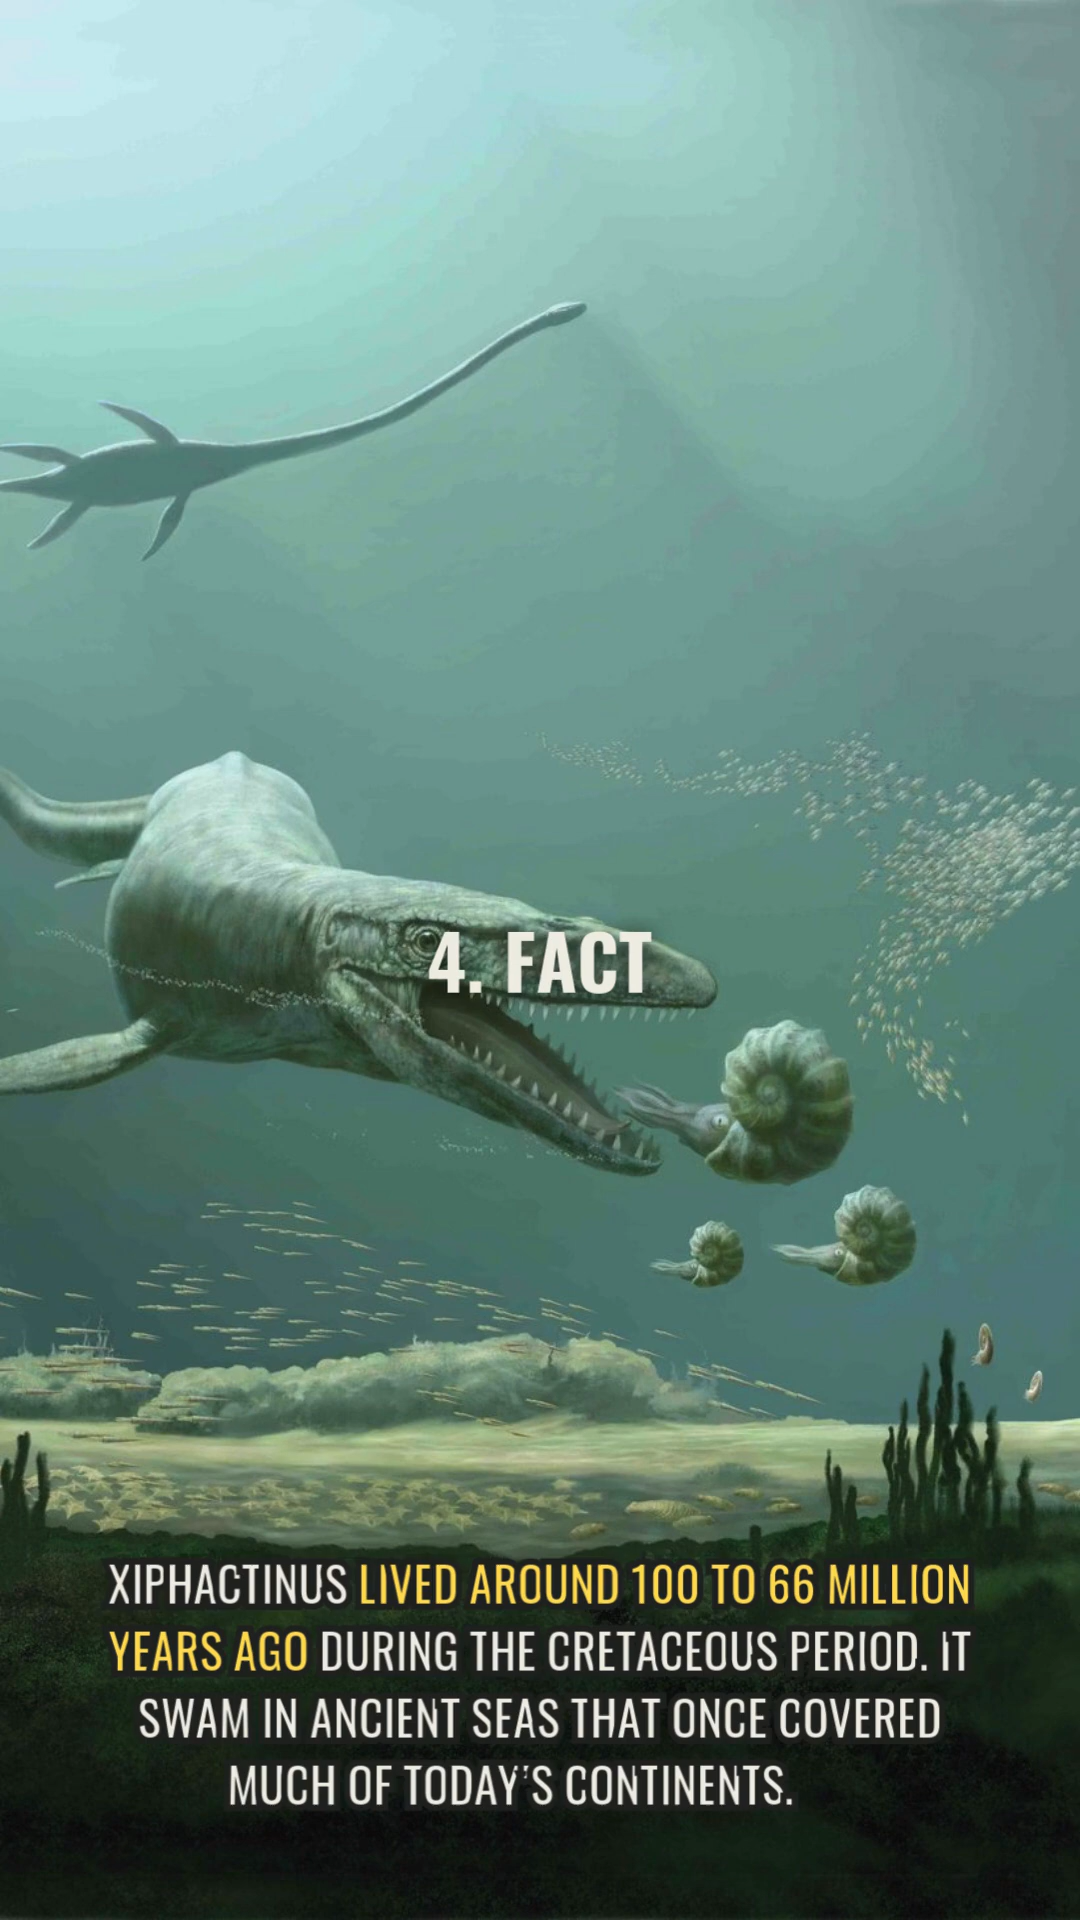 4. FACT
XIPHACTINUS LIVED AROUND 100 TO 66 MILLION
YEARS AGO DURING THE CRETACEOUS PERIOD. IT
SWAM IN ANCIENT SEAS THAT ONCE COVERED
MUCH OF TODAY'S CONTINENTS.